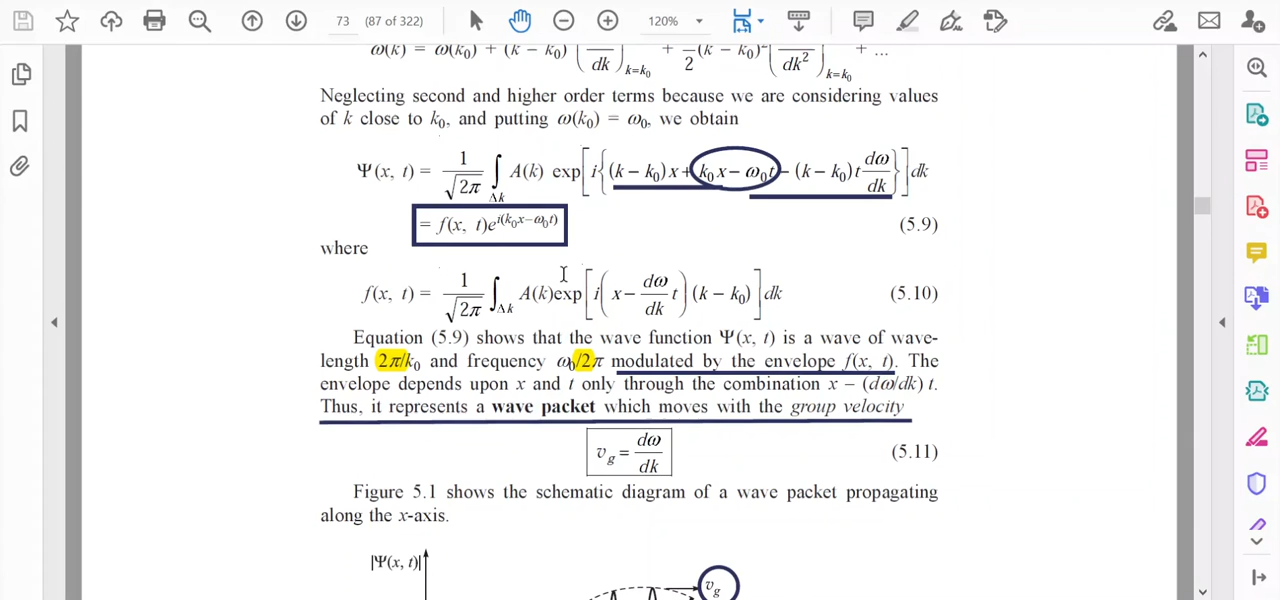 73 (87 of 322) 120%
ω(k) = ω(k₀) + (k − k₀) ( / dk )ₖ₌ₖ₀ + 1/2 (k − k₀)² ( / dk² )ₖ₌ₖ₀ + ...
Neglecting second and higher order terms because we are considering values
of k close to k₀, and putting ω(k₀) = ω₀, we obtain
Ψ(x, t) = 1/√2π ∫Δk A(k) exp[i{(k − k₀)x + k₀x − ω₀t − (k − k₀)t dω/dk}]dk
= f(x, t)e^{i(k₀x−ω₀t)} (5.9)
where
f(x, t) = 1/√2π ∫Δk A(k)exp[i(x − dω/dk t)(k − k₀)]dk (5.10)
Equation (5.9) shows that the wave function Ψ(x, t) is a wave of wave-
length 2π/k₀ and frequency ω₀/2π modulated by the envelope f(x, t). The
envelope depends upon x and t only through the combination x − (dω/dk) t.
Thus, it represents a wave packet which moves with the group velocity
v_g = dω/dk (5.11)
Figure 5.1 shows the schematic diagram of a wave packet propagating
along the x-axis.
|Ψ(x, t)|
v_g